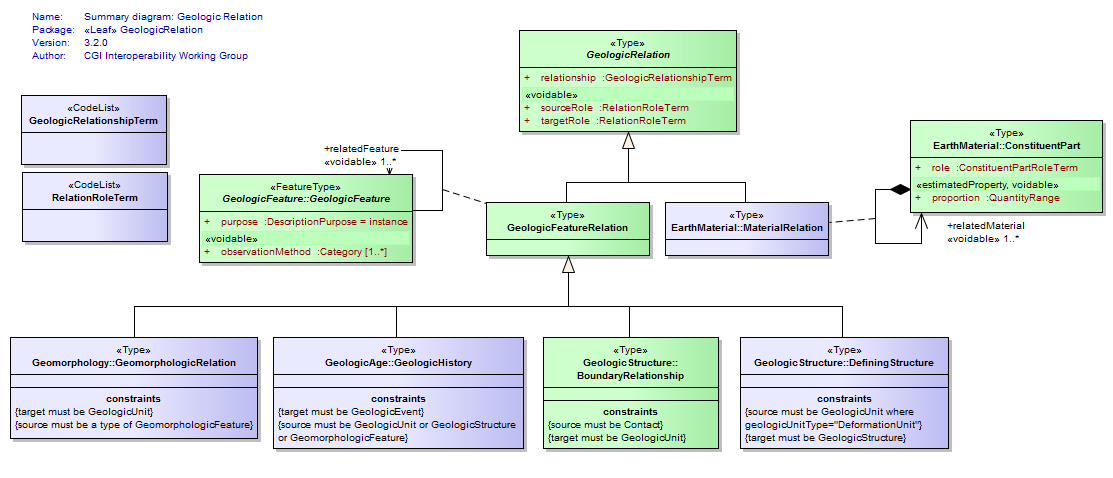 Name: Summary diagram: Geologic Relation
Package: «Leaf» GeologicRelation
Version: 3.2.0
Author: CGI Interoperability Working Group
«Type»
GeologicRelation
+ relationship :GeologicRelationshipTerm
«voidable»
+ sourceRole :RelationRoleTerm
+ targetRole :RelationRoleTerm
«CodeList»
GeologicRelationshipTerm
«CodeList»
RelationRoleTerm
+relatedFeature
«voidable» 1..*
«FeatureType»
GeologicFeature::GeologicFeature
+ purpose :DescriptionPurpose = instance
«voidable»
+ observationMethod :Category [1..*]
«Type»
GeologicFeatureRelation
«Type»
EarthMaterial::MaterialRelation
«Type»
EarthMaterial::ConstituentPart
+ role :ConstituentPartRoleTerm
«estimatedProperty, voidable»
+ proportion :QuantityRange
+relatedMaterial
«voidable» 1..*
«Type»
Geomorphology::GeomorphologicRelation
constraints
{target must be GeologicUnit}
{source must be a type of GeomorphologicFeature}
«Type»
GeologicAge::GeologicHistory
constraints
{target must be GeologicEvent}
{source must be GeologicUnit or GeologicStructure
or GeomorphologicFeature}
«Type»
GeologicStructure::
BoundaryRelationship
constraints
{source must be Contact}
{target must be GeologicUnit}
«Type»
GeologicStructure::DefiningStructure
constraints
{source must be GeologicUnit where
geologicUnitType="DeformationUnit"}
{target must be GeologicStructure}